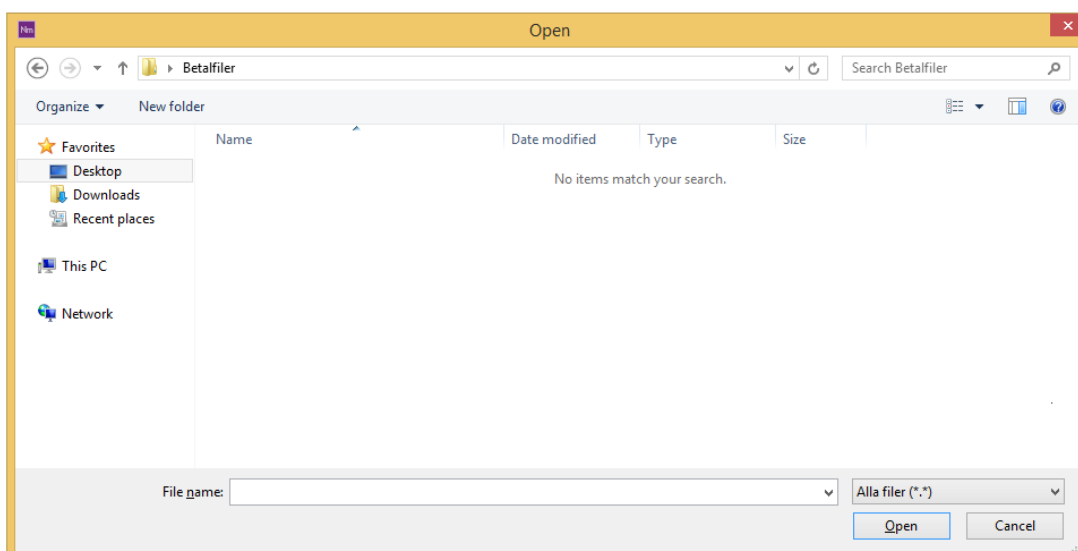 Nm Open
Betalfiler Search Betalfiler
Organize New folder
Name Date modified Type Size
No items match your search.
Favorites
Desktop
Downloads
Recent places
This PC
Network
File name: Alla filer (*.*)
Open Cancel